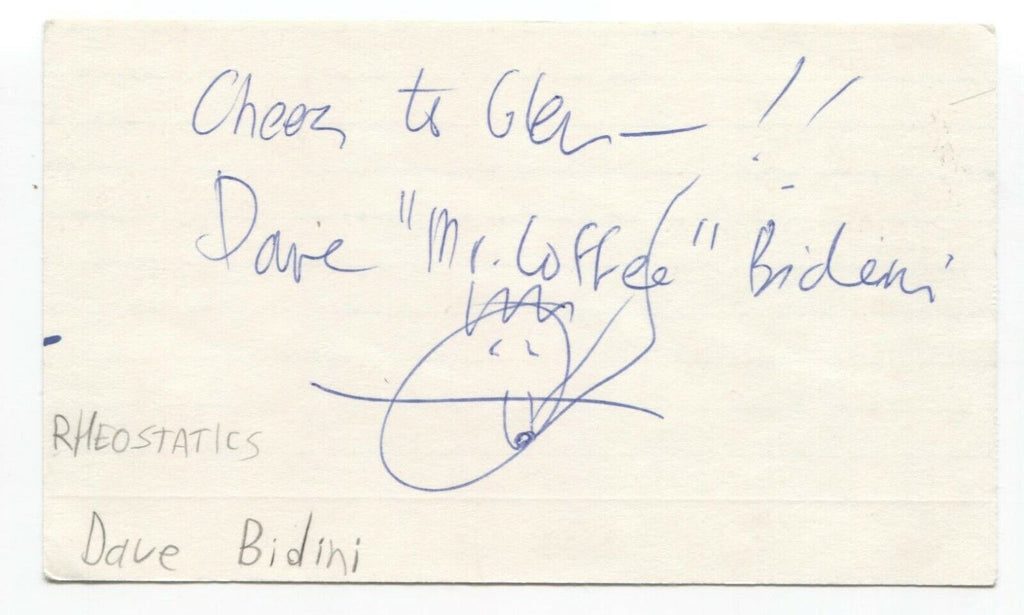 Cheers to Glen — !!
Dave "Mr. Coffee" Bidini
RHEOSTATICS
Dave Bidini